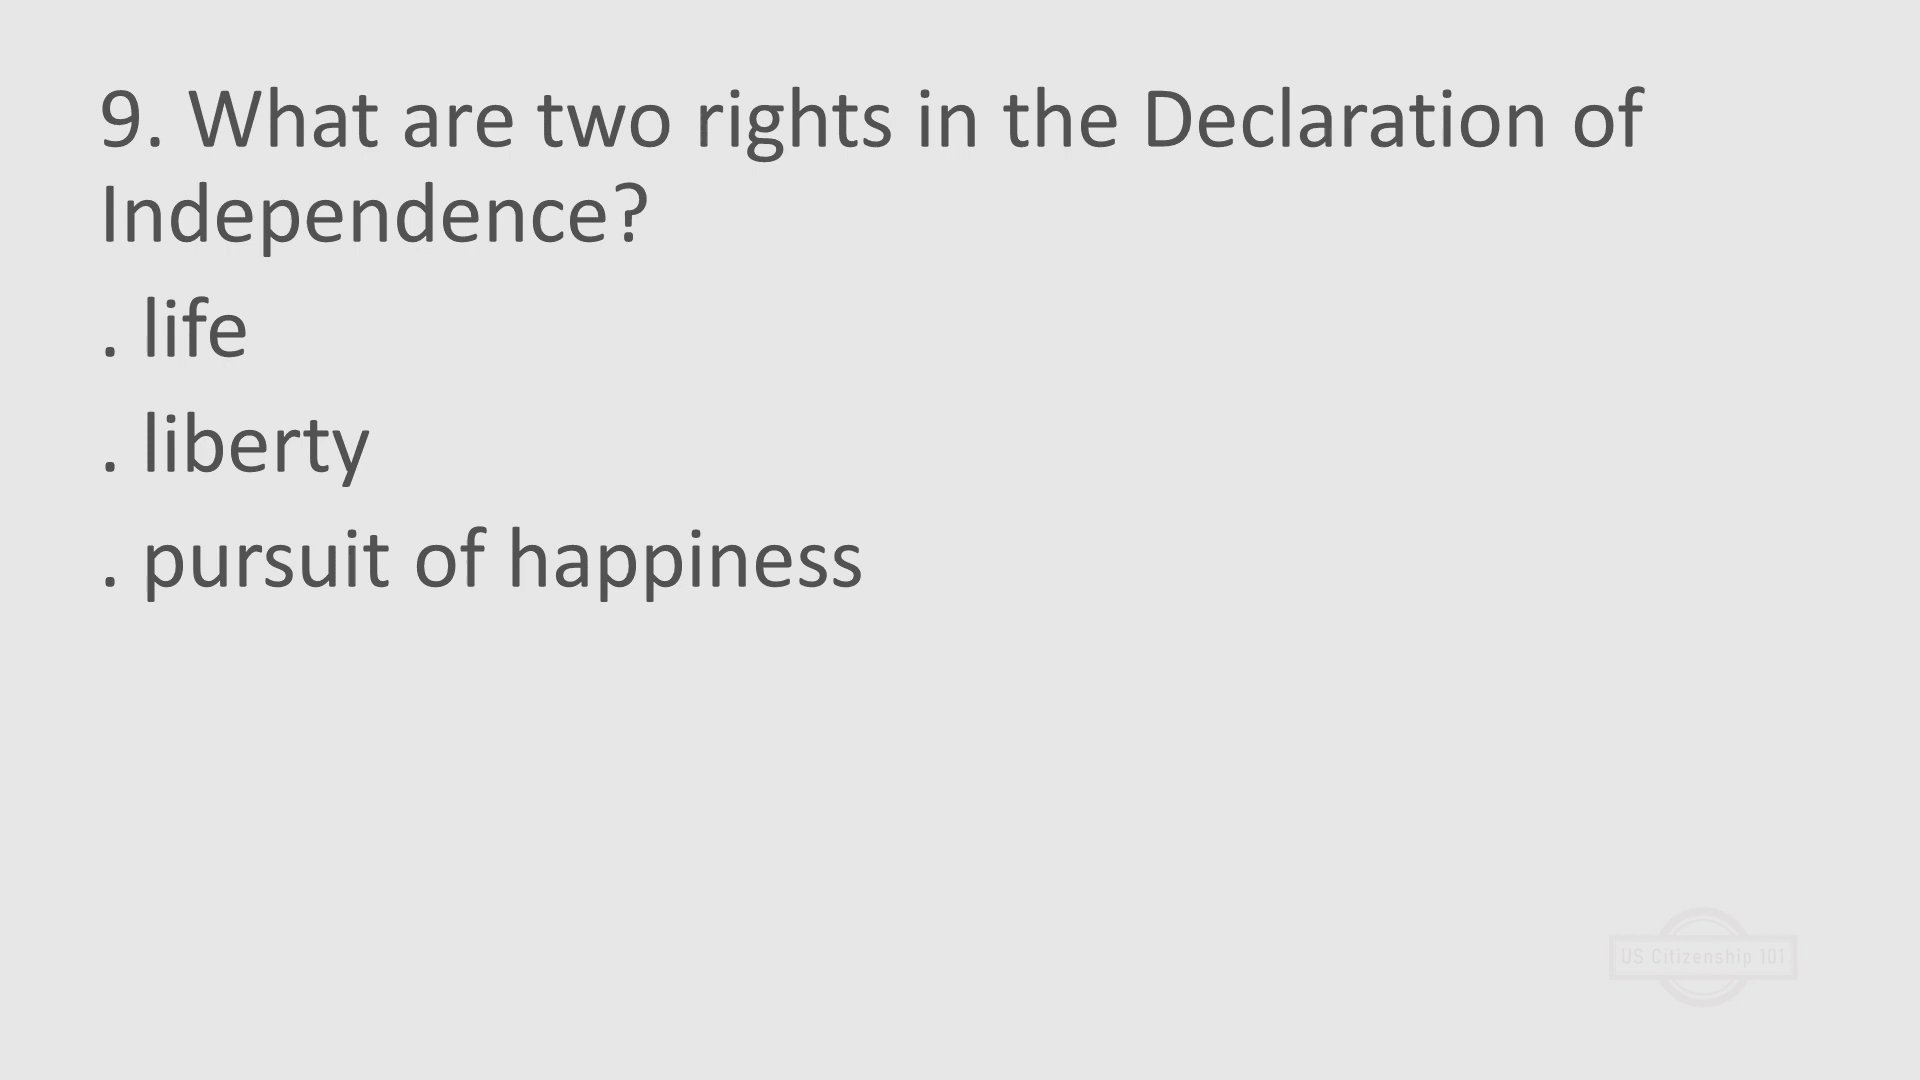 9. What are two rights in the Declaration of
Independence?
. life
. liberty
. pursuit of happiness
US Citizenship 101